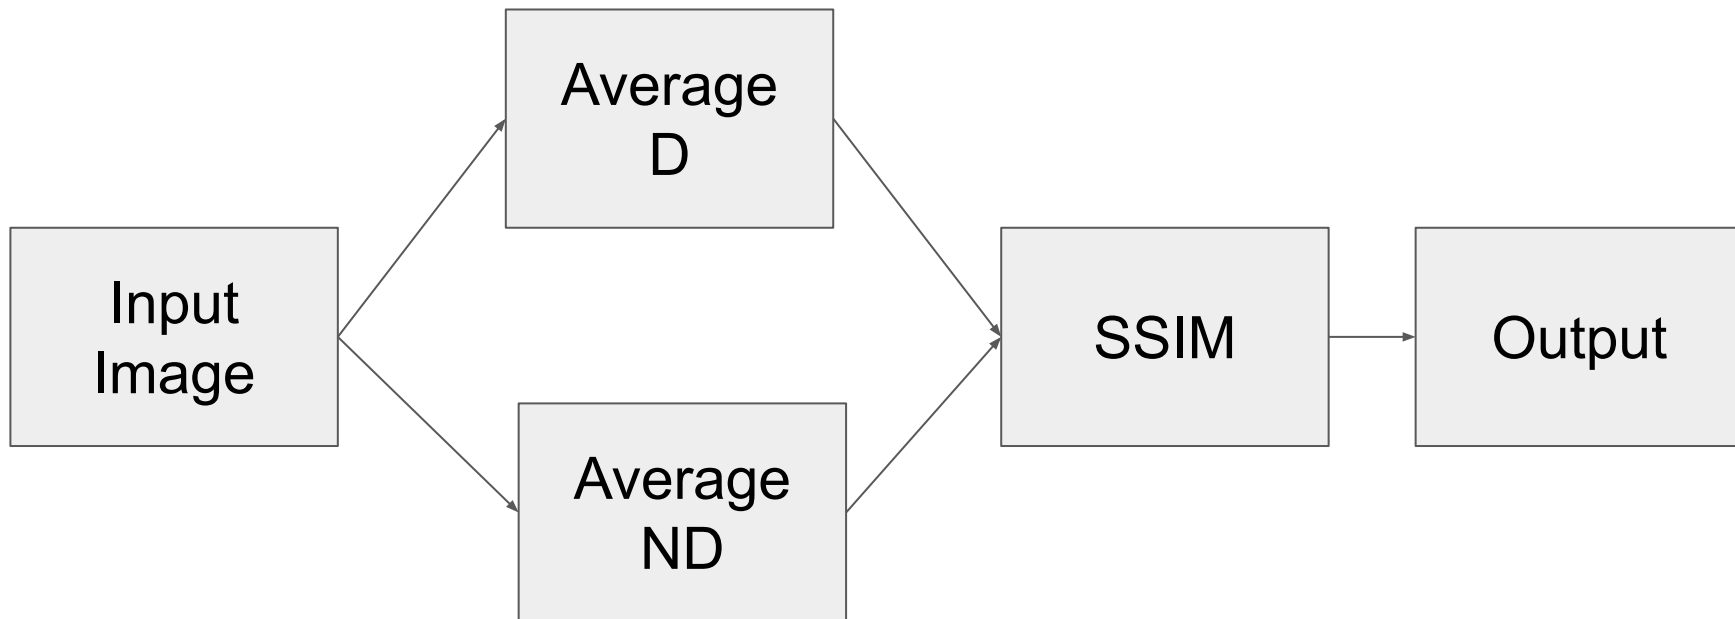 Input
Image
Average
D
Average
ND
SSIM
Output